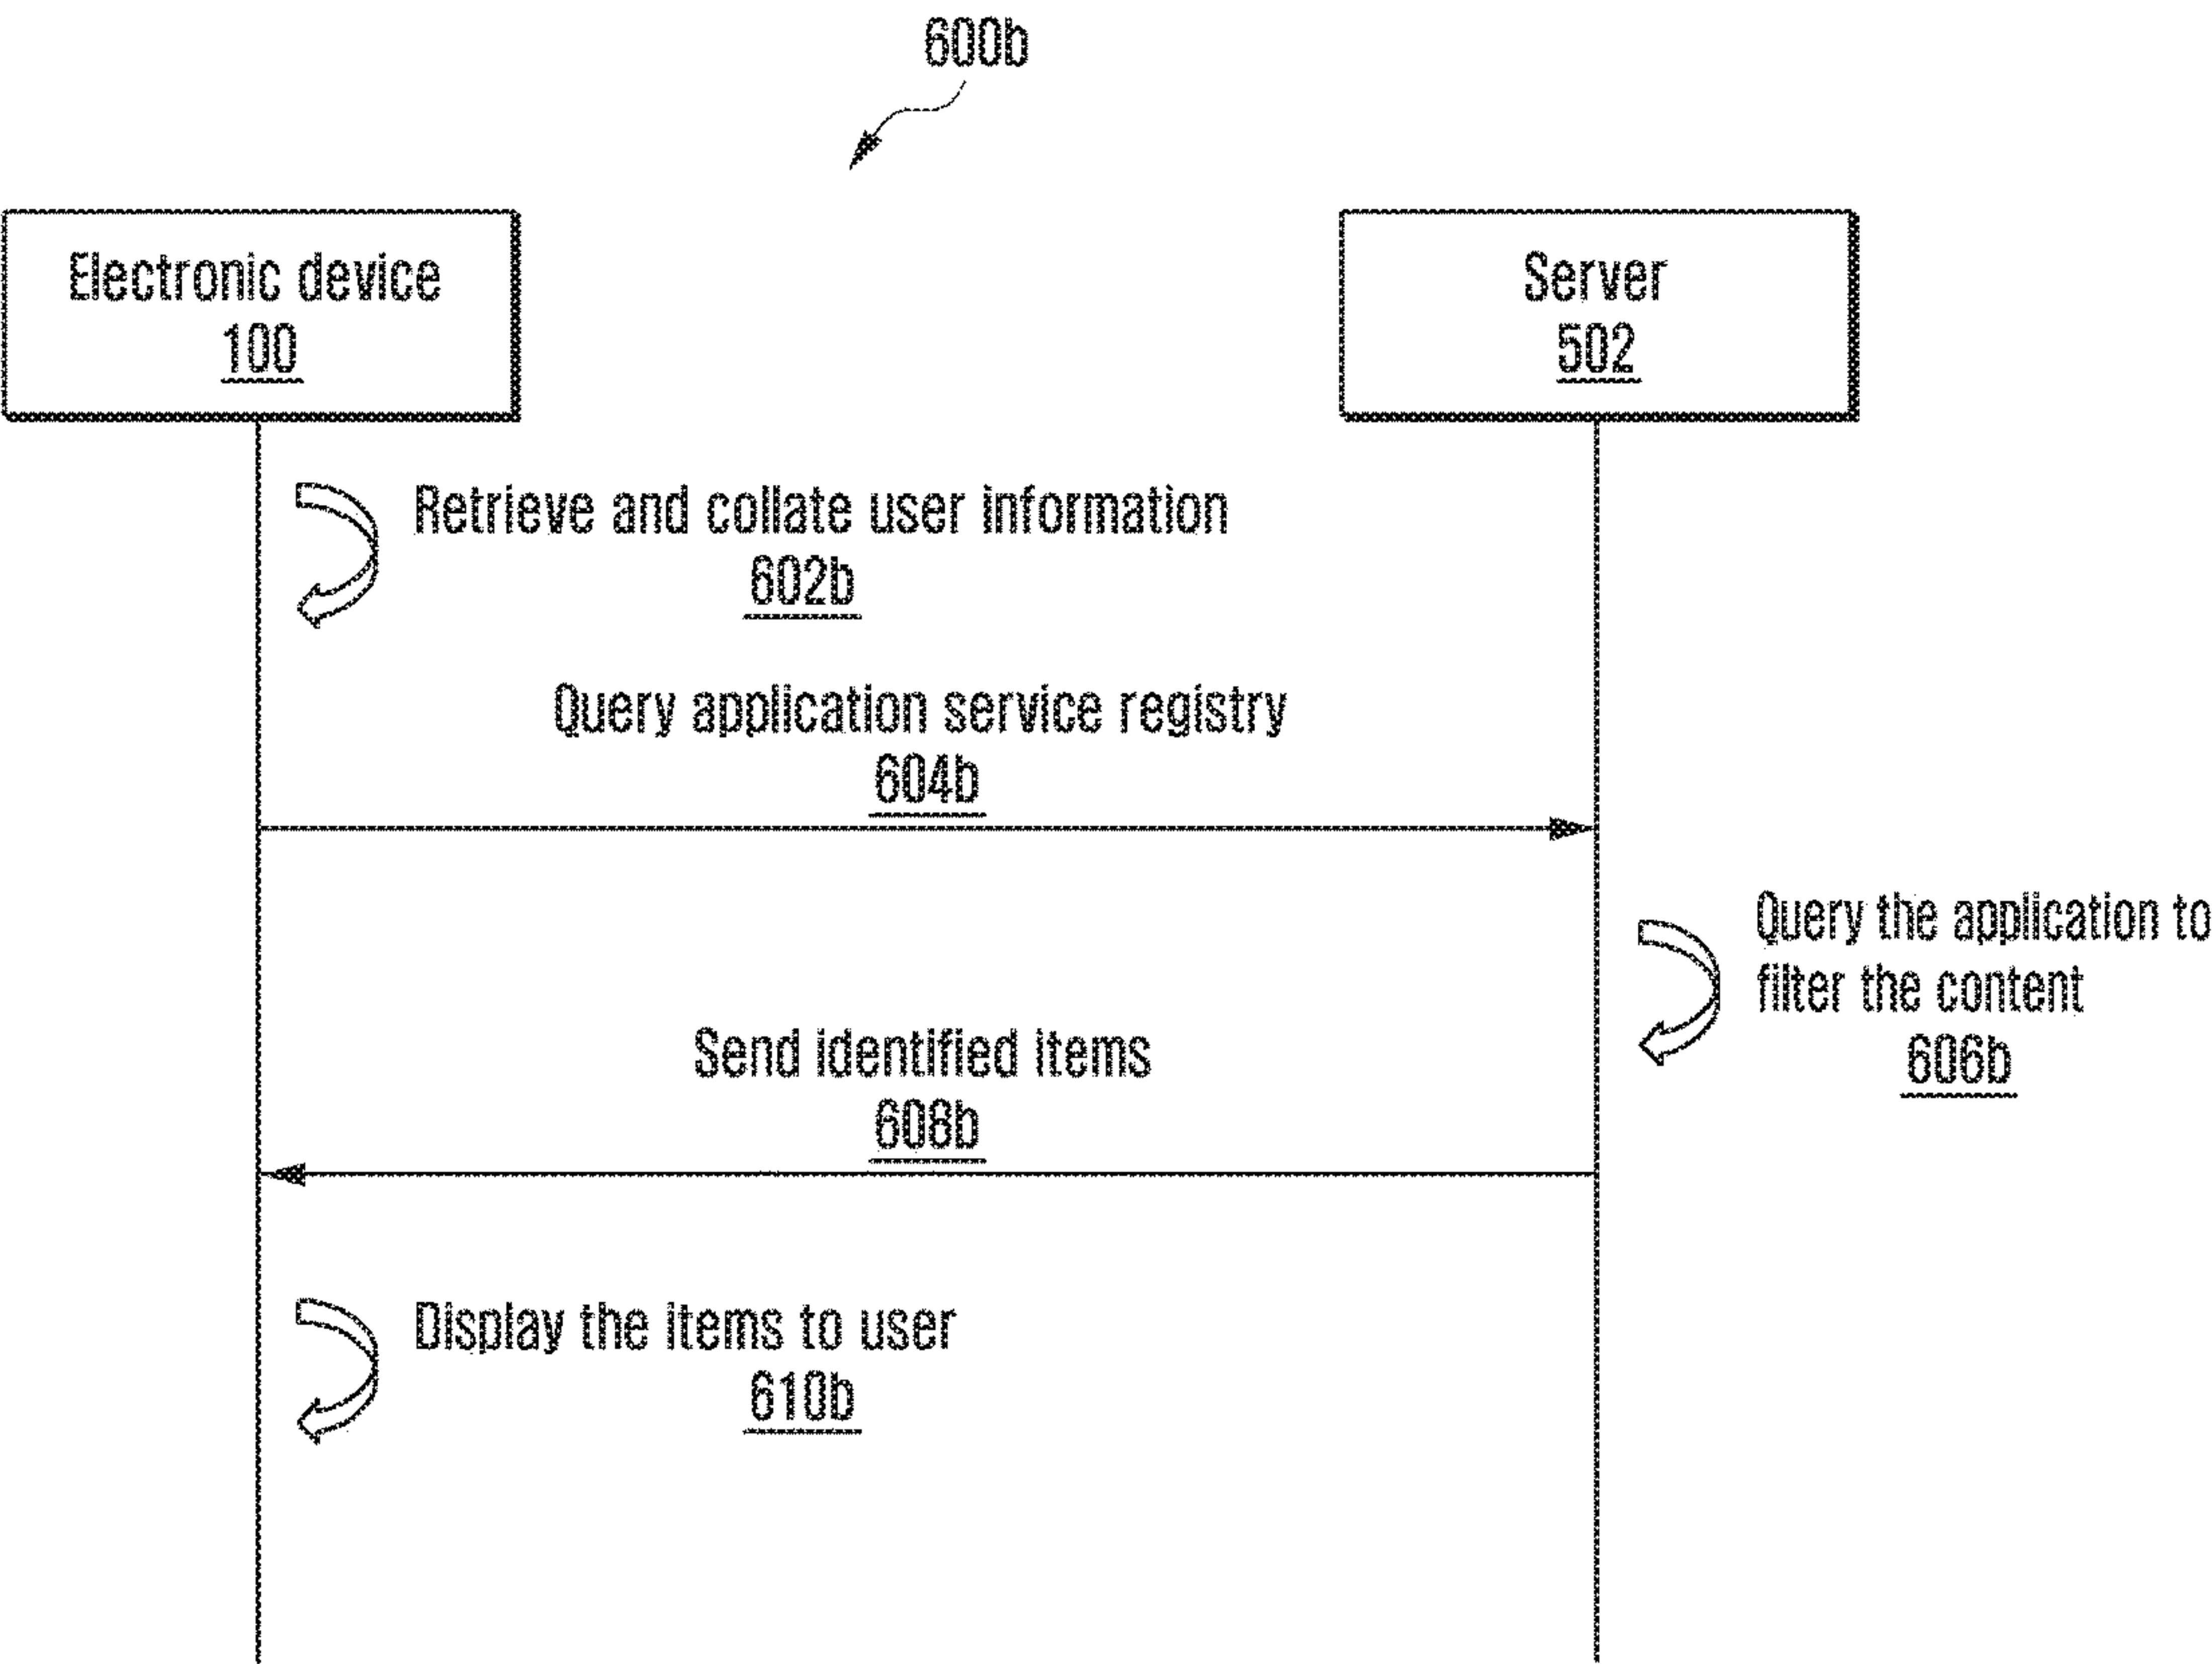 600b
Electronic device
100
Server
502
Retrieve and collate user information
602b
Query application service registry
604b
Query the application to
filter the content
606b
Send identified items
608b
Display the items to user
610b